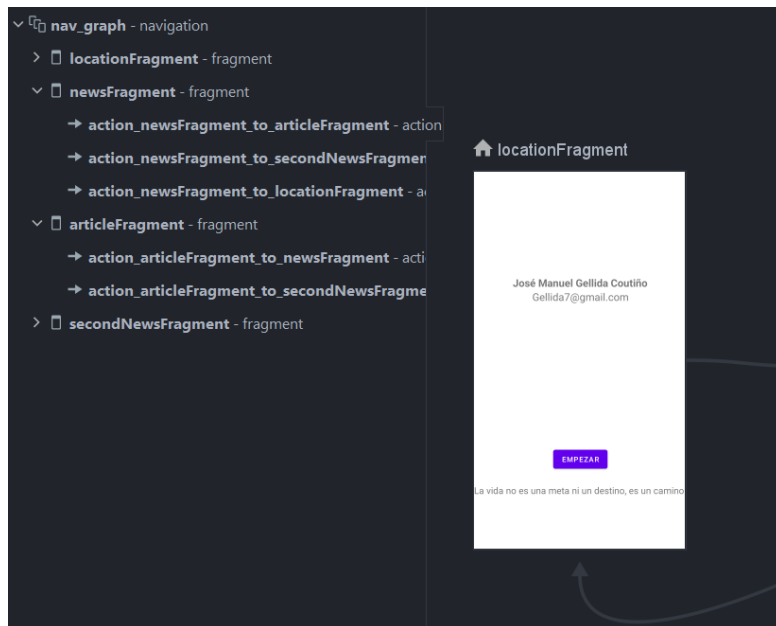 nav_graph - navigation
locationFragment - fragment
newsFragment - fragment
action_newsFragment_to_articleFragment - action
action_newsFragment_to_secondNewsFragmen
action_newsFragment_to_locationFragment - a
articleFragment - fragment
action_articleFragment_to_newsFragment - acti
action_articleFragment_to_secondNewsFragme
secondNewsFragment - fragment
locationFragment
José Manuel Gellida Coutiño
Gellida7@gmail.com
EMPEZAR
La vida no es una meta ni un destino, es un camino